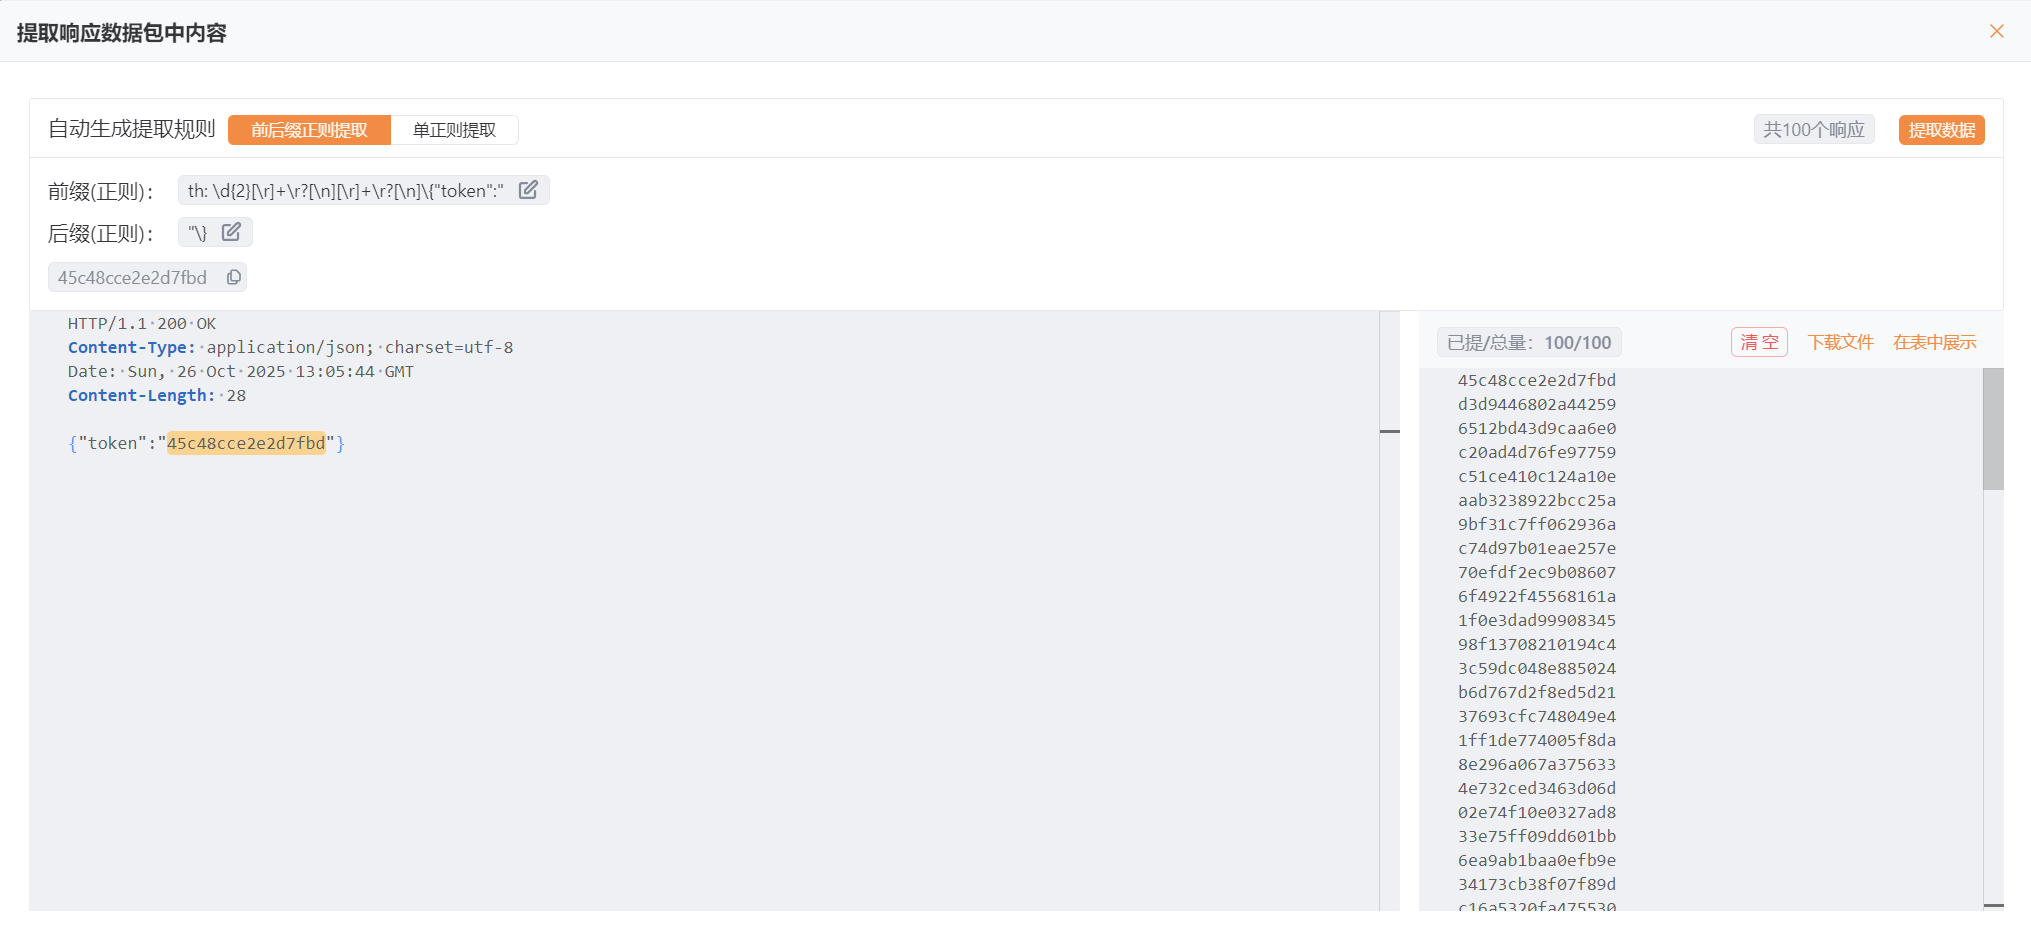 提取响应数据包中内容
自动生成提取规则 前后缀正则提取 单正则提取 共100个响应 提取数据
前缀(正则)： th: \d{2}[\r]+\r?[\n][\r]+\r?[\n]\{"token":"
后缀(正则)： "\}
45c48cce2e2d7fbd
HTTP/1.1·200·OK
Content-Type:·application/json;·charset=utf-8
Date:·Sun,·26·Oct·2025·13:05:44·GMT
Content-Length:·28
{"token":"45c48cce2e2d7fbd"}
已提/总量： 100/100 清 空 下载文件 在表中展示
45c48cce2e2d7fbd
d3d9446802a44259
6512bd43d9caa6e0
c20ad4d76fe97759
c51ce410c124a10e
aab3238922bcc25a
9bf31c7ff062936a
c74d97b01eae257e
70efdf2ec9b08607
6f4922f45568161a
1f0e3dad99908345
98f13708210194c4
3c59dc048e885024
b6d767d2f8ed5d21
37693cfc748049e4
1ff1de774005f8da
8e296a067a375633
4e732ced3463d06d
02e74f10e0327ad8
33e75ff09dd601bb
6ea9ab1baa0efb9e
34173cb38f07f89d
c16a5320fa475530